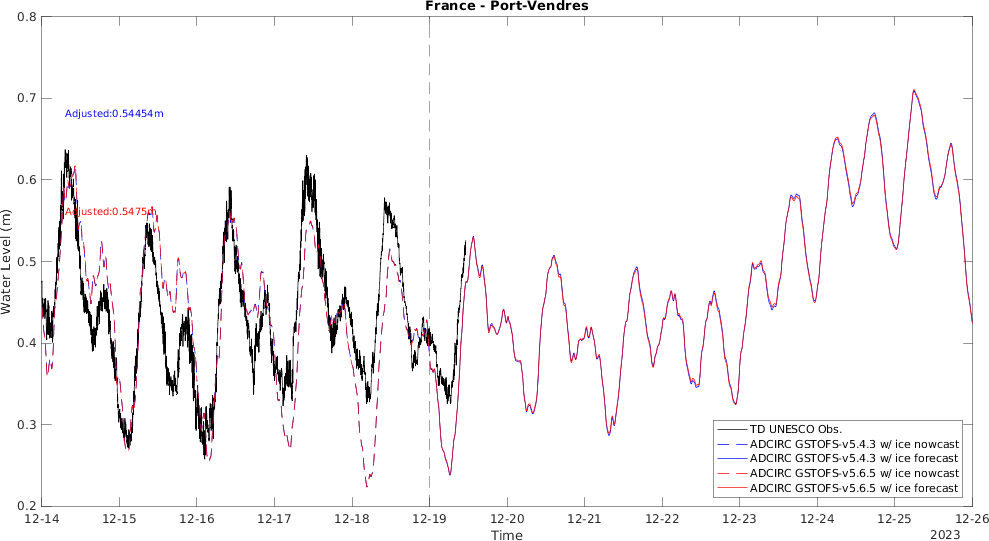 France - Port-Vendres
Water Level (m)
0.8
0.7
0.6
0.5
0.4
0.3
0.2
Adjusted:0.54454m
Adjusted:0.5475m
TD UNESCO Obs.
ADCIRC GSTOFS-v5.4.3 w/ ice nowcast
ADCIRC GSTOFS-v5.4.3 w/ ice forecast
ADCIRC GSTOFS-v5.6.5 w/ ice nowcast
ADCIRC GSTOFS-v5.6.5 w/ ice forecast
12-14 12-15 12-16 12-17 12-18 12-19 12-20 12-21 12-22 12-23 12-24 12-25 12-26
Time
2023